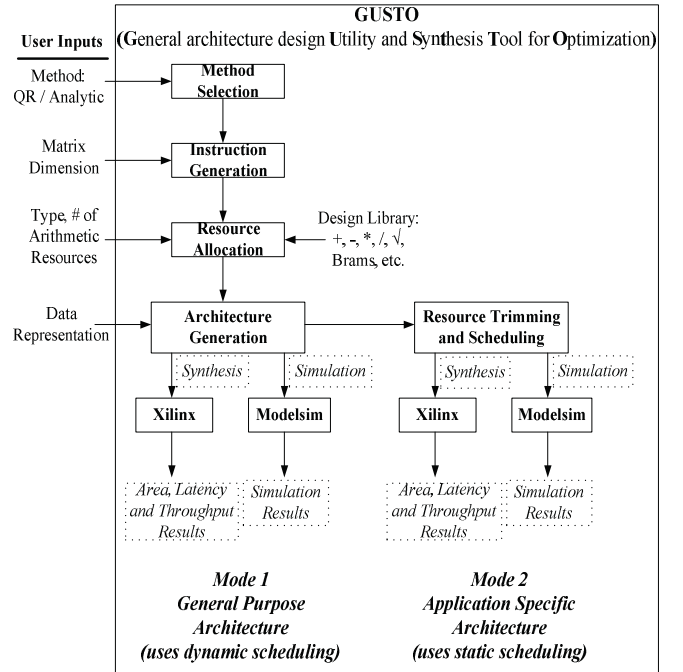 GUSTO
(General architecture design Utility and Synthesis Tool for Optimization)
User Inputs
Method:
QR / Analytic
Method
Selection
Matrix
Dimension
Instruction
Generation
Type, # of
Arithmetic
Resources
Resource
Allocation
Design Library:
+, -, *, /, √,
Brams, etc.
Data
Representation
Architecture
Generation
Resource Trimming
and Scheduling
Synthesis
Simulation
Synthesis
Simulation
Xilinx
Modelsim
Xilinx
Modelsim
Area, Latency
and Throughput
Results
Simulation
Results
Area, Latency
and Throughput
Results
Simulation
Results
Mode 1
General Purpose
Architecture
(uses dynamic scheduling)
Mode 2
Application Specific
Architecture
(uses static scheduling)